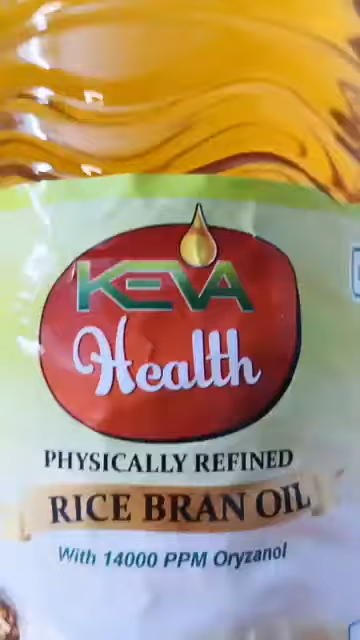 KEVA
Health
PHYSICALLY REFINED
RICE BRAN OIL
With 14000 PPM Oryzanol